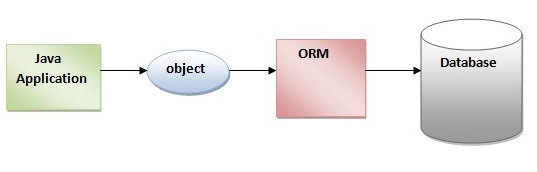 Java
Application
object
ORM
Database